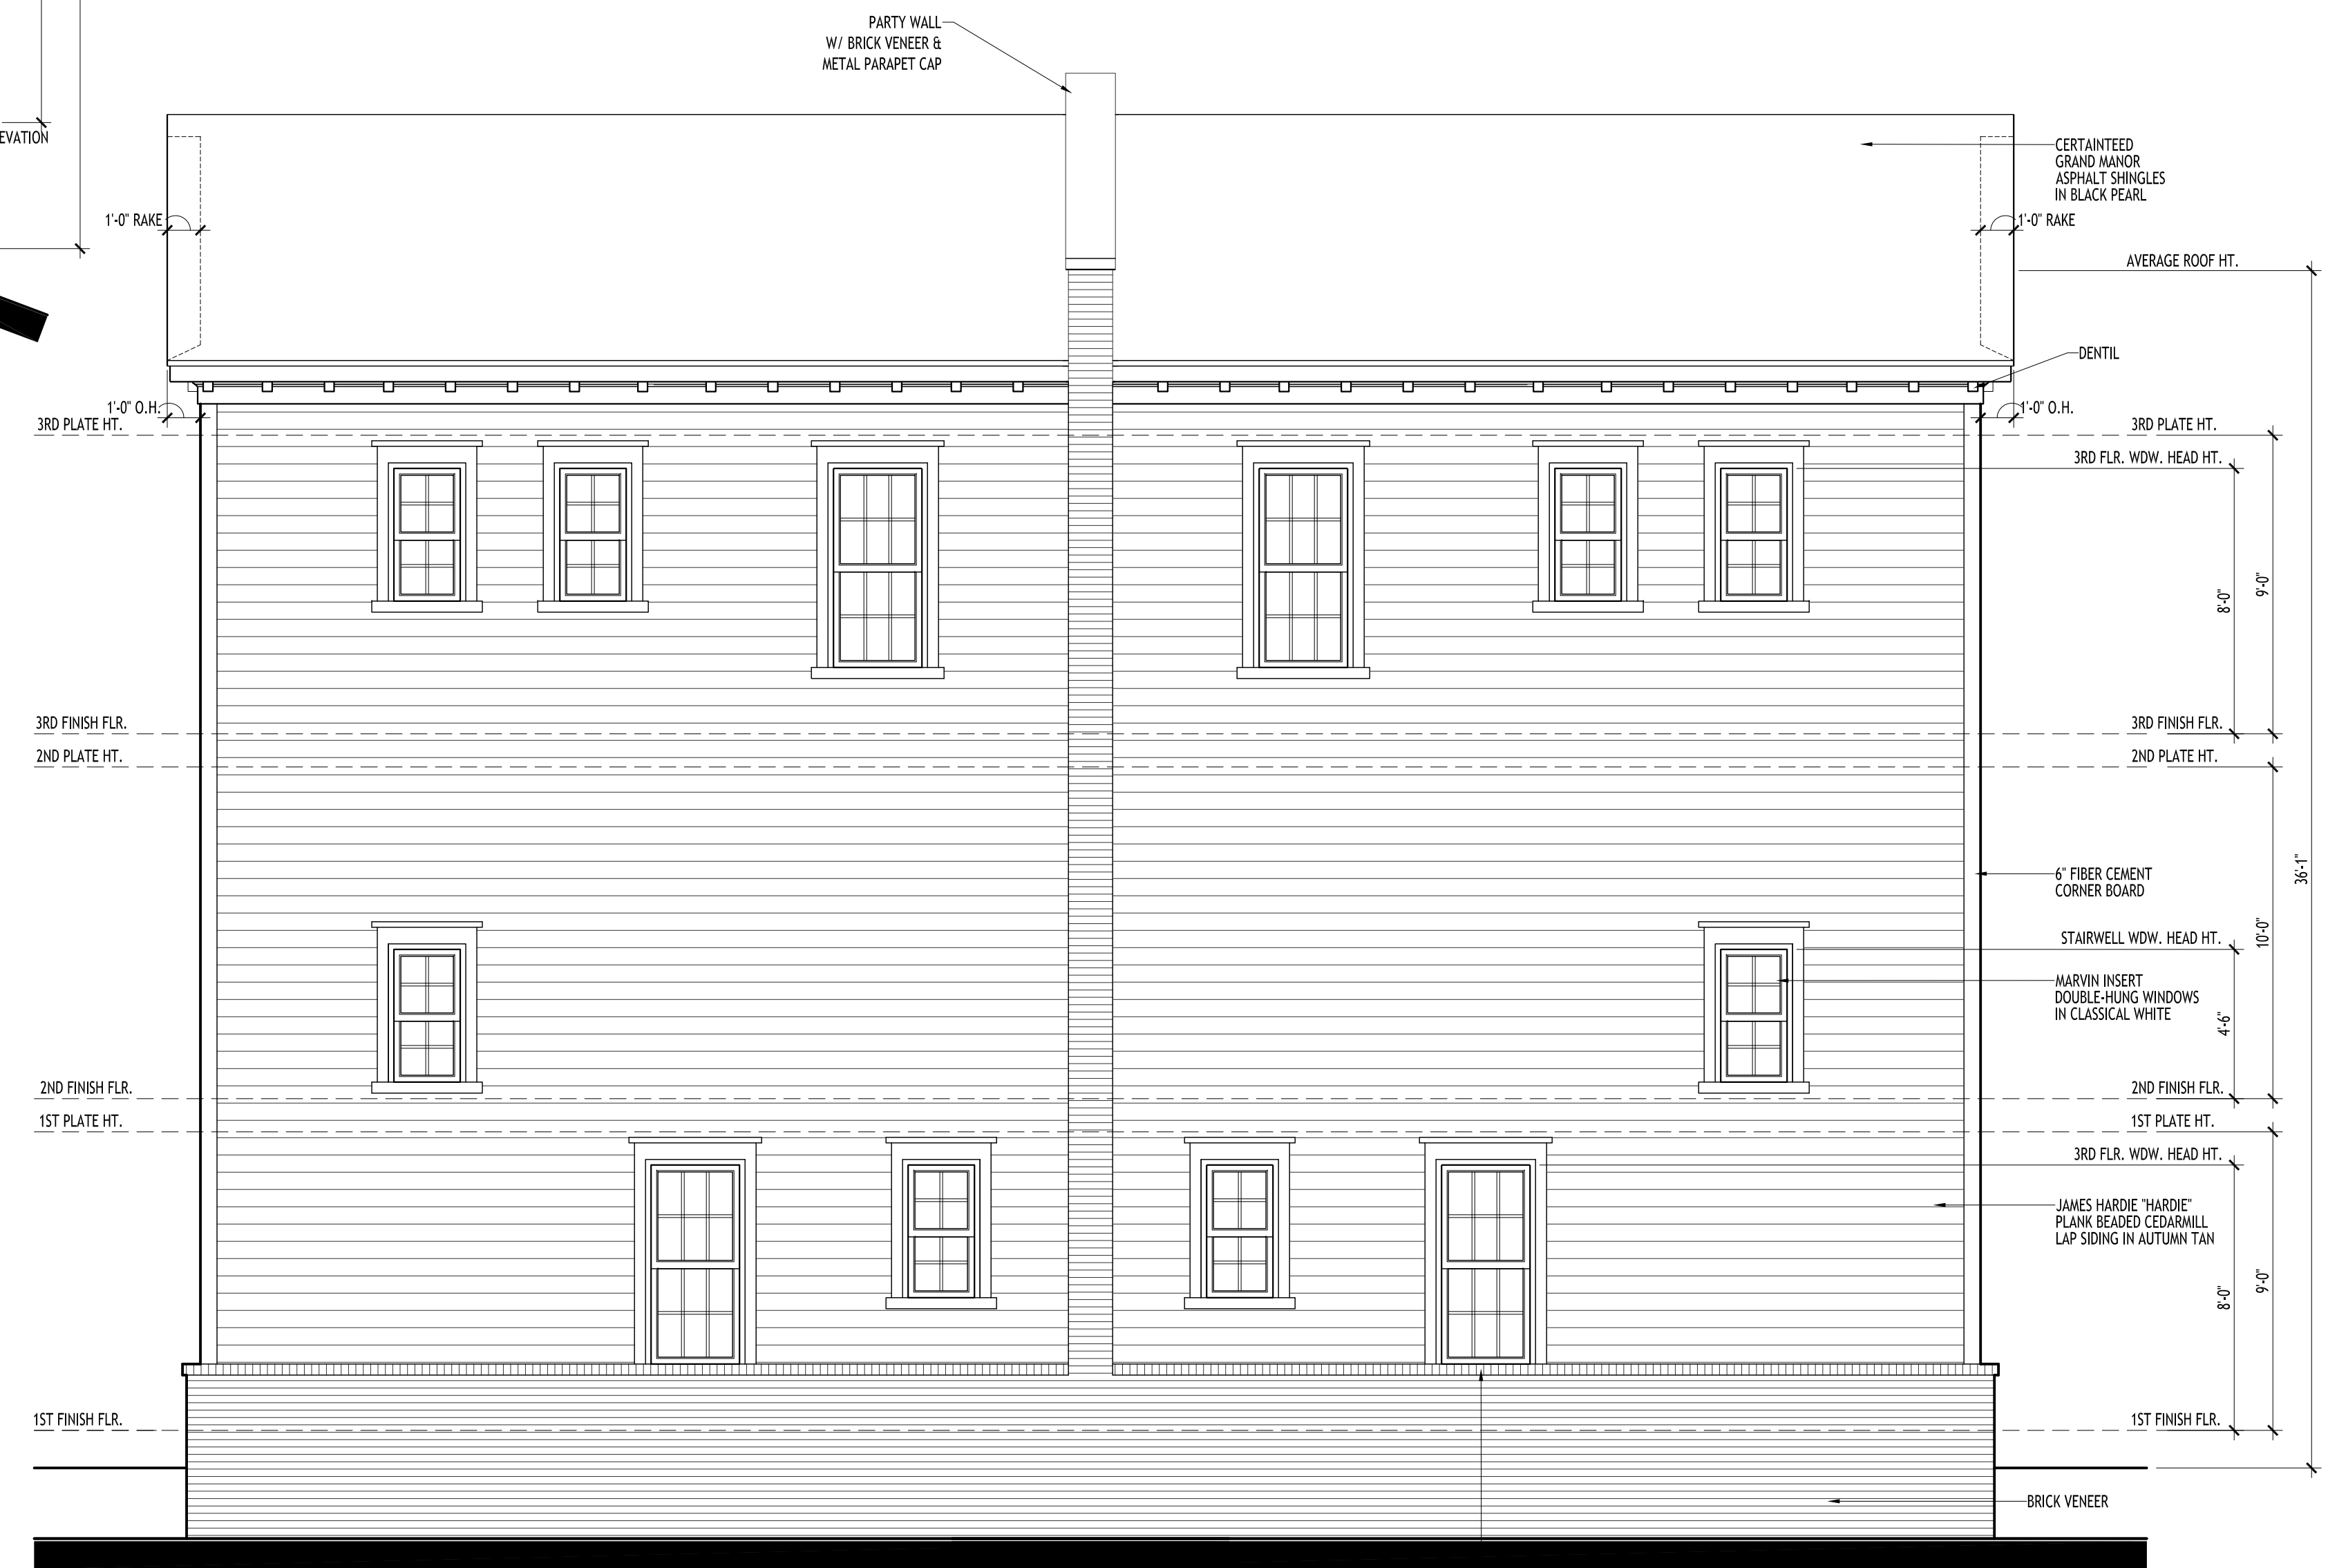 PARTY WALL
W/ BRICK VENEER &
METAL PARAPET CAP
EVATION
CERTAINTEED
GRAND MANOR
ASPHALT SHINGLES
IN BLACK PEARL
1'-0" RAKE
1'-0" RAKE
AVERAGE ROOF HT.
DENTIL
1'-0" O.H.
1'-0" O.H.
3RD PLATE HT.
3RD PLATE HT.
3RD FLR. WDW. HEAD HT.
8'-0"
9'-0"
3RD FINISH FLR.
3RD FINISH FLR.
2ND PLATE HT.
2ND PLATE HT.
36'-1"
6" FIBER CEMENT
CORNER BOARD
10'-0"
STAIRWELL WDW. HEAD HT.
MARVIN INSERT
DOUBLE-HUNG WINDOWS
IN CLASSICAL WHITE
4'-6"
2ND FINISH FLR.
2ND FINISH FLR.
1ST PLATE HT.
1ST PLATE HT.
3RD FLR. WDW. HEAD HT.
JAMES HARDIE "HARDIE"
PLANK BEADED CEDARMILL
LAP SIDING IN AUTUMN TAN
8'-0"
9'-0"
1ST FINISH FLR.
1ST FINISH FLR.
BRICK VENEER